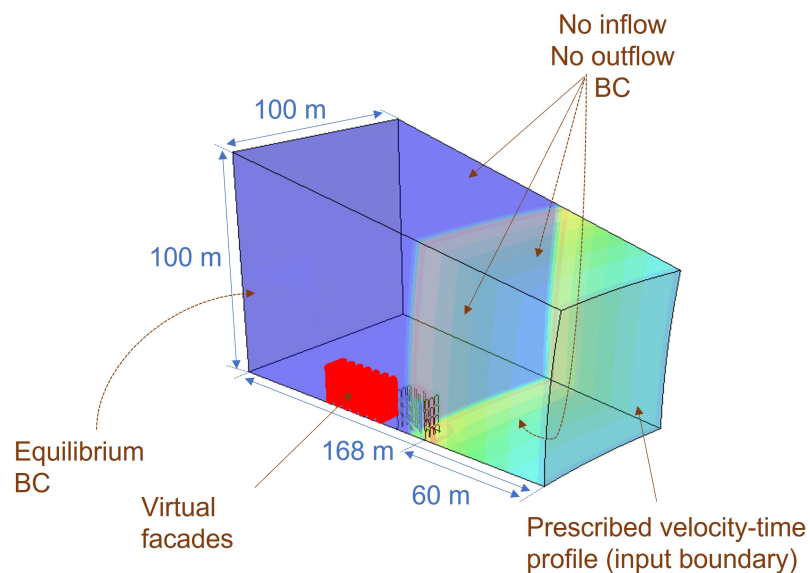 No inflow
No outflow
BC
100 m
100 m
168 m
60 m
Equilibrium
BC
Virtual
facades
Prescribed velocity-time
profile (input boundary)